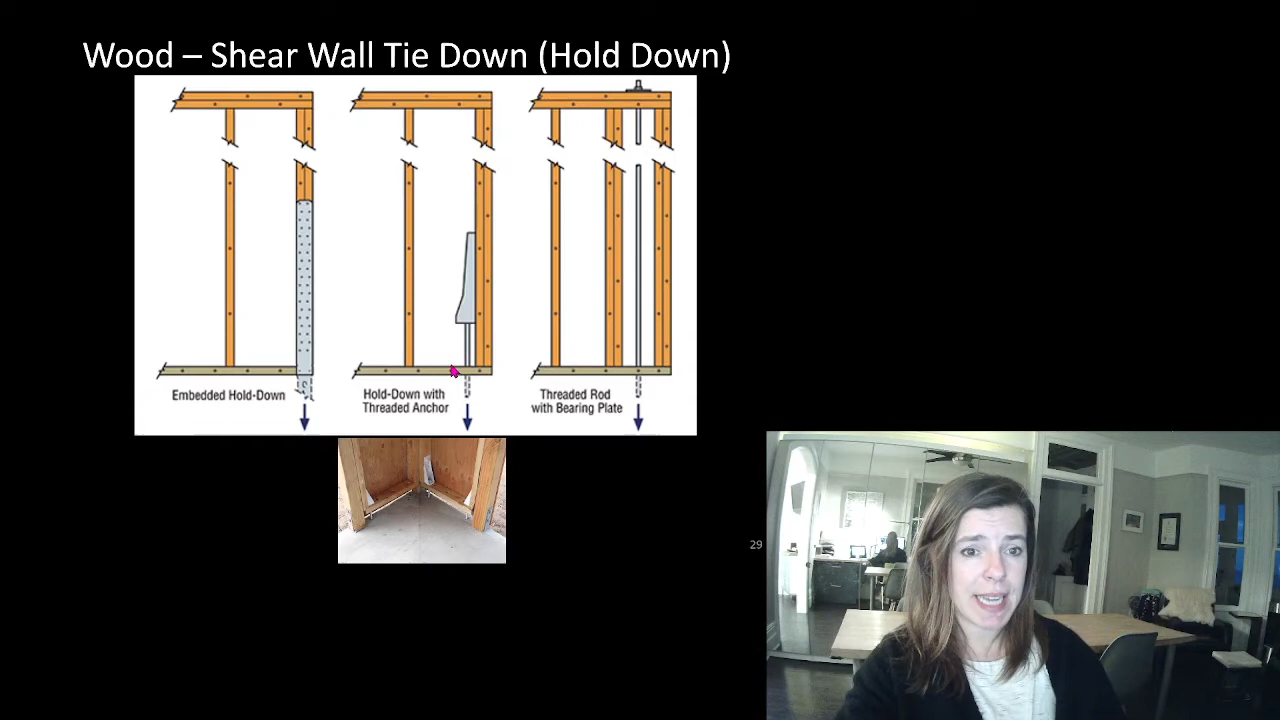 Wood – Shear Wall Tie Down (Hold Down)
Embedded Hold-Down
Hold-Down with
Threaded Anchor
Threaded Rod
with Bearing Plate
29